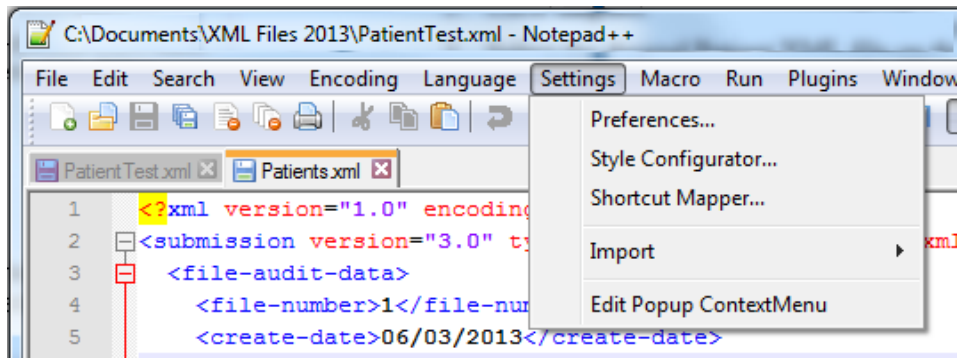 C:\Documents\XML Files 2013\PatientTest.xml - Notepad++
File Edit Search View Encoding Language Settings Macro Run Plugins Window
Preferences...
Style Configurator...
Shortcut Mapper...
Import
Edit Popup ContextMenu
PatientTest.xml Patients.xml
1 <?xml version="1.0" encoding
2 <submission version="3.0" xml
3 <file-audit-data>
4 <file-number>1</file-num
5 <create-date>06/03/2013</create-date>